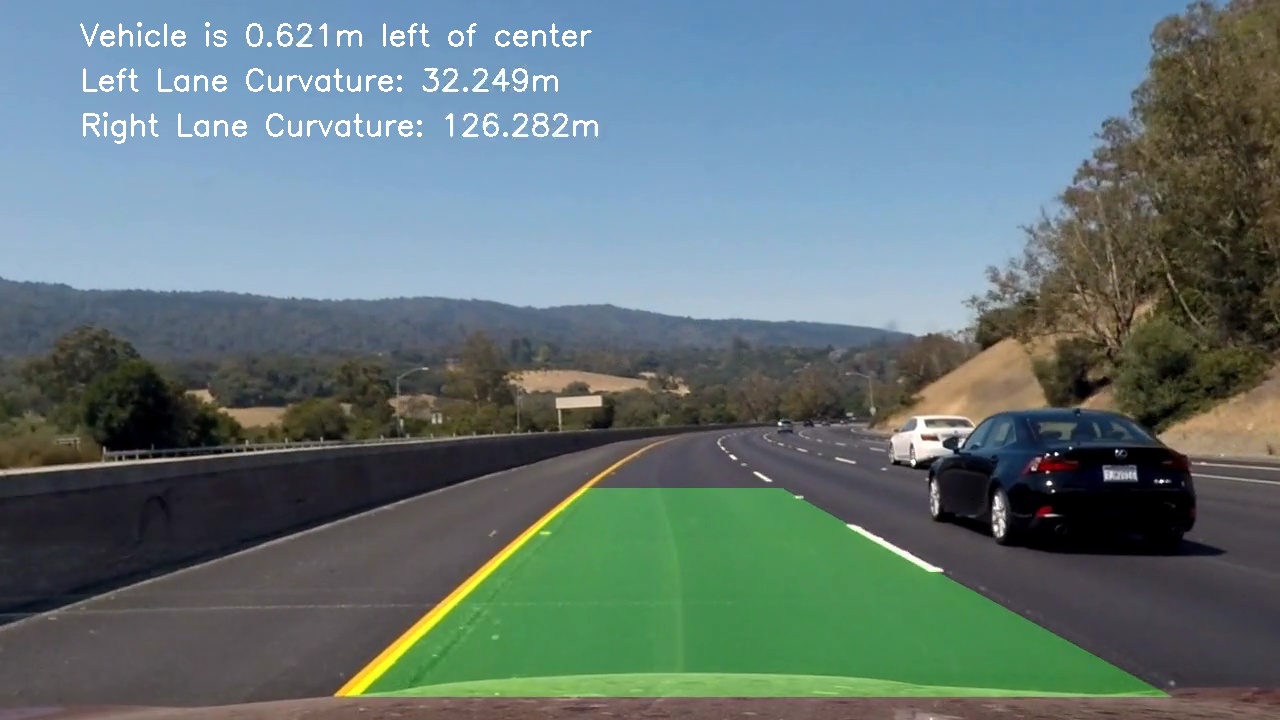 Vehicle is 0.621m left of center
Left Lane Curvature: 32.249m
Right Lane Curvature: 126.282m